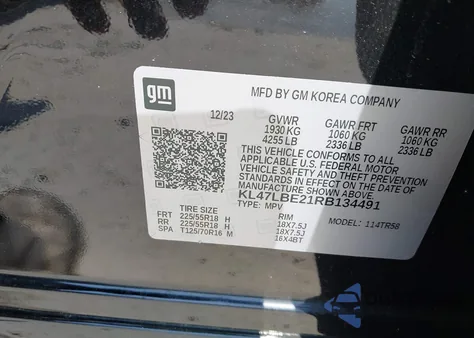 gm
MFD BY GM KOREA COMPANY
12/23 GVWR GAWR FRT GAWR RR
1930 KG 1060 KG 1060 KG
4255 LB 2336 LB 2336 LB
THIS VEHICLE CONFORMS TO ALL
APPLICABLE U.S. FEDERAL MOTOR
VEHICLE SAFETY AND
STANDARDS IN EFFECT ON THE DATE OF
MANUFACTURE SHOWN ABOVE.
KL47LBE21RB134491
TYPE: MPV
TIRE SIZE RIM MODEL: 114TR58
FRT 225/55R18 H 18X7.5J
RR 225/55R18 H 18X7.5J
SPA T125/70R16 M 16X4BT